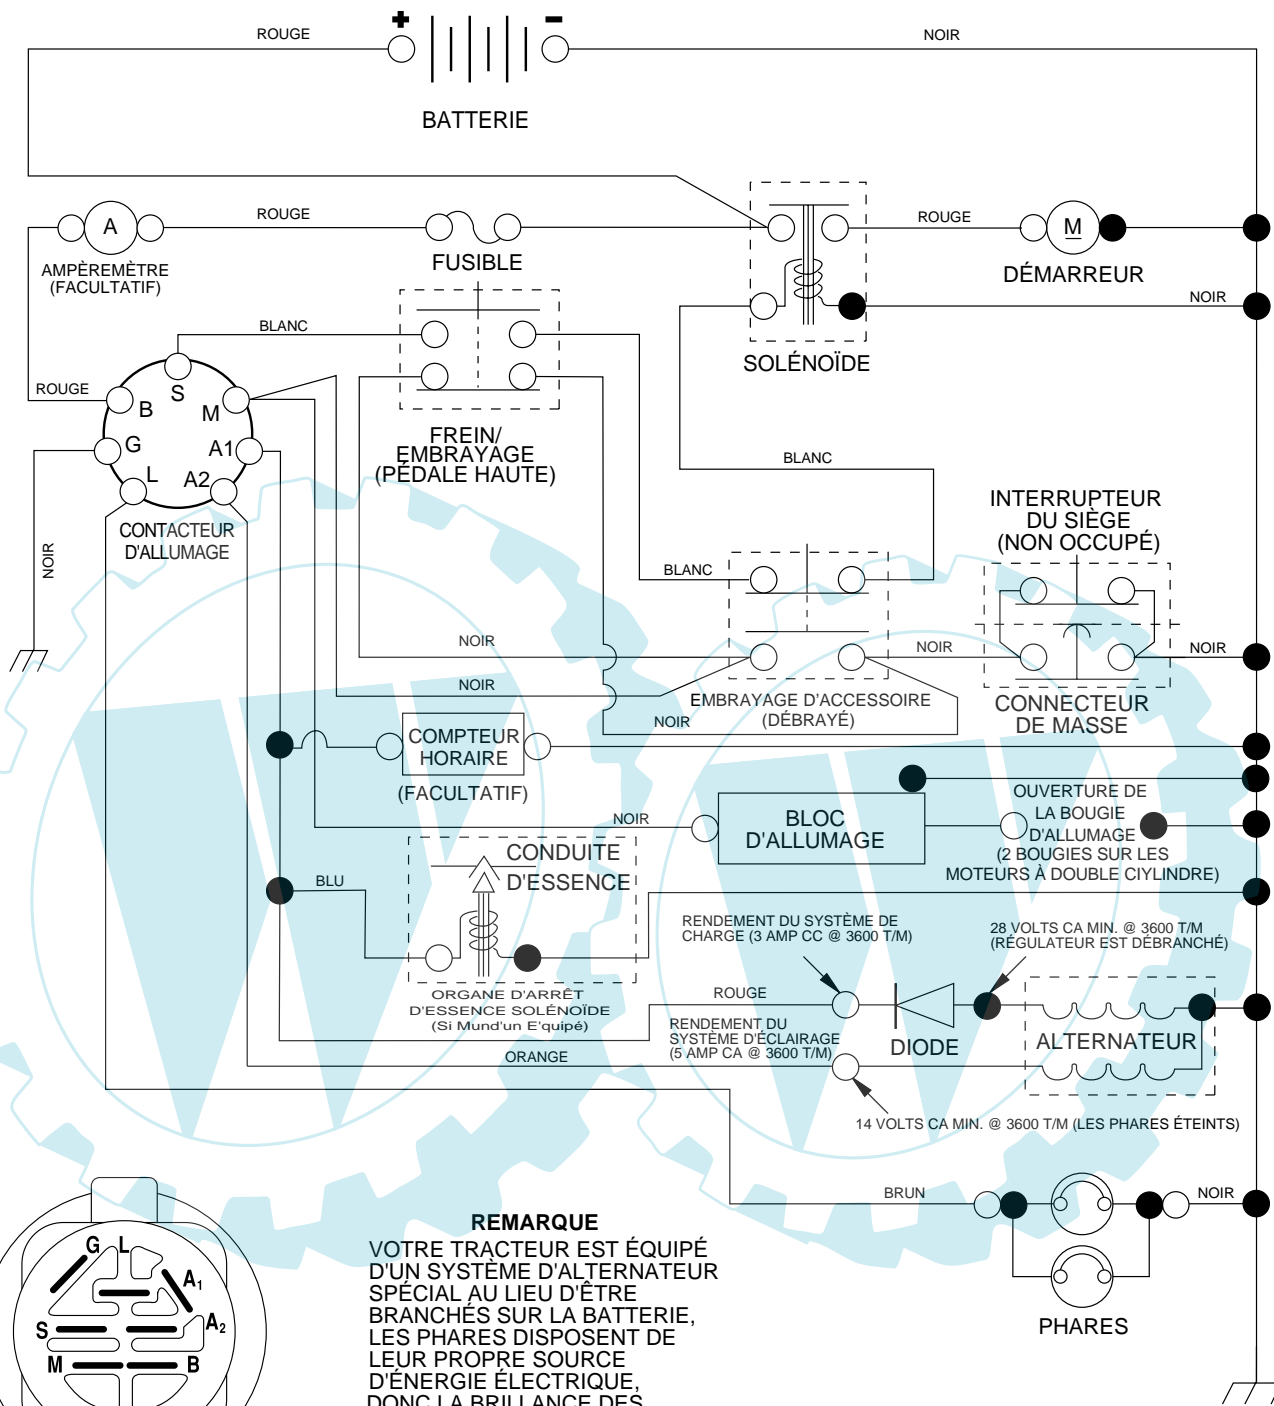 + -
ROUGE
NOIR
BATTERIE
ROUGE
A
AMPÈREMÈTRE
(FACULTATIF)
FUSIBLE
ROUGE
M
DÉMARREUR
NOIR
SOLÉNOÏDE
BLANC
ROUGE
S
B
M
G
A1
L
A2
CONTACTEUR
D'ALLUMAGE
NOIR
FREIN/
EMBRAYAGE
(PÉDALE HAUTE)
BLANC
INTERRUPTEUR
DU SIÈGE
(NON OCCUPÉ)
BLANC
NOIR
NOIR
NOIR
NOIR
EMBRAYAGE D'ACCESSOIRE
(DÉBRAYÉ)
NOIR
CONNECTEUR
DE MASSE
COMPTEUR
HORAIRE
(FACULTATIF)
NOIR
BLOC
D'ALLUMAGE
OUVERTURE DE
LA BOUGIE
D'ALLUMAGE
(2 BOUGIES SUR LES
MOTEURS À DOUBLE CIYLINDRE)
CONDUITE
D'ESSENCE
BLU
ORGANE D'ARRÊT
D'ESSENCE SOLÉNOÏDE
(Si Mund'un E'quipé)
RENDEMENT DU SYSTÈME DE
CHARGE (3 AMP CC @ 3600 T/M)
28 VOLTS CA MIN. @ 3600 T/M
(RÉGULATEUR EST DÉBRANCHÉ)
ROUGE
RENDEMENT DU
SYSTÈME D'ÉCLAIRAGE
(5 AMP CA @ 3600 T/M)
DIODE
ALTERNATEUR
ORANGE
14 VOLTS CA MIN. @ 3600 T/M (LES PHARES ÉTEINTS)
BRUN
NOIR
PHARES
G L
A1
S
A2
M
B
REMARQUE
VOTRE TRACTEUR EST ÉQUIPÉ
D'UN SYSTÈME D'ALTERNATEUR
SPÉCIAL AU LIEU D'ÊTRE
BRANCHÉS SUR LA BATTERIE,
LES PHARES DISPOSENT DE
LEUR PROPRE SOURCE
D'ÉNERGIE ÉLECTRIQUE,
DONC LA BRILLANCE DES